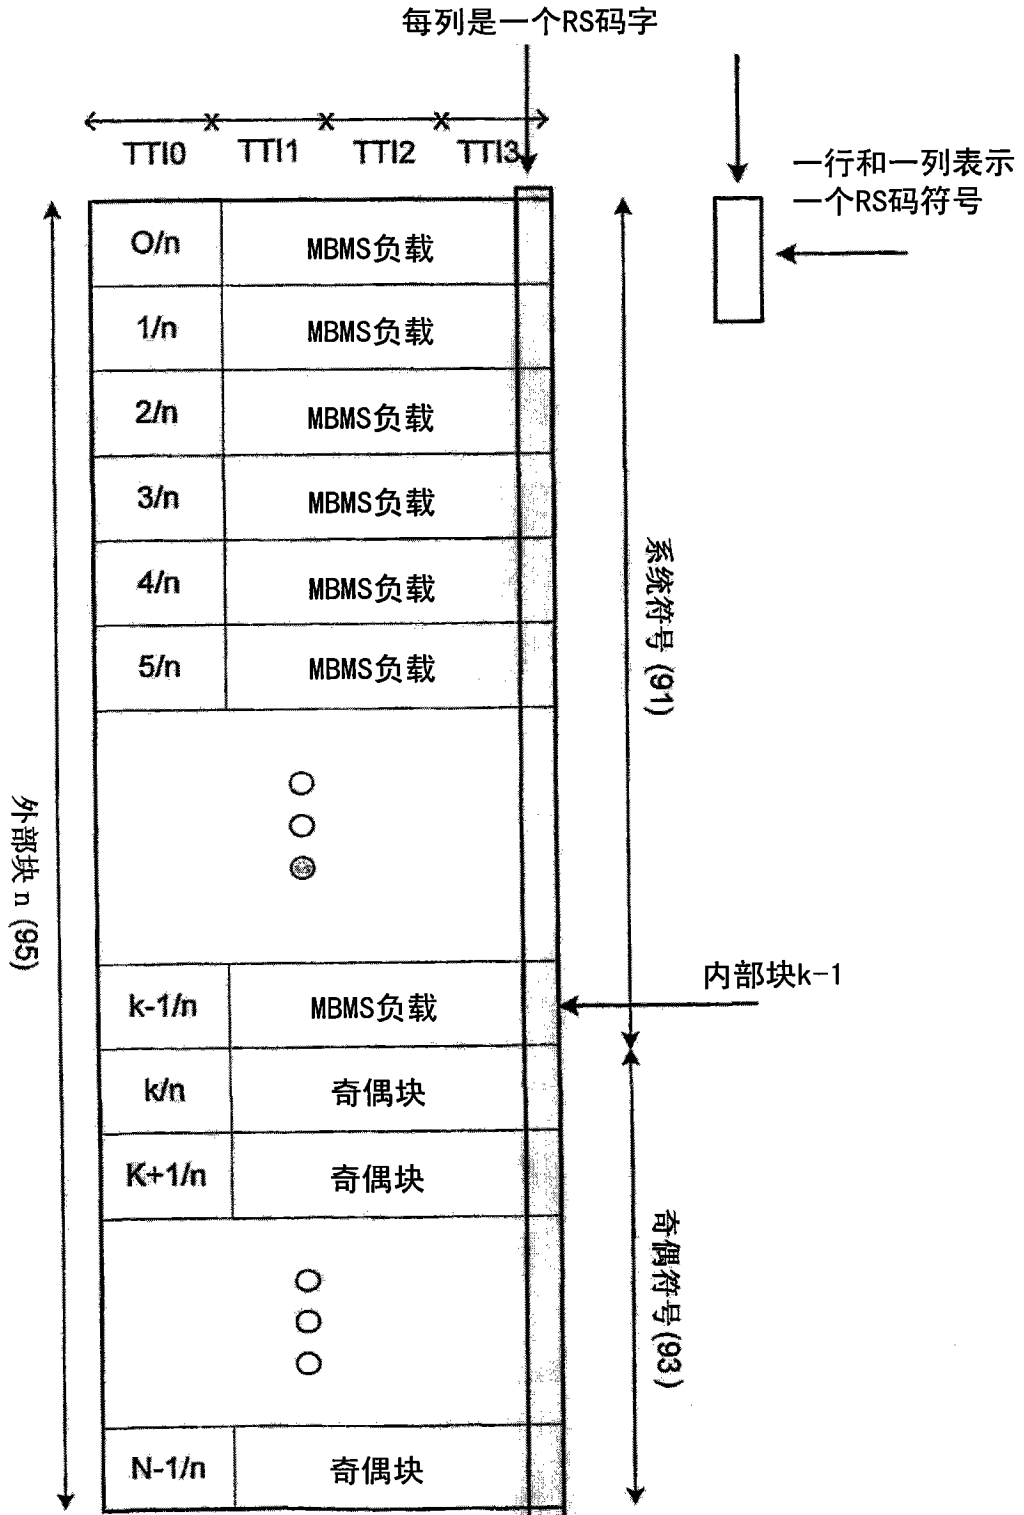 每列是一个RS码字
TTI0 TTI1 TTI2 TTI3
一行和一列表示
一个RS码符号
O/n MBMS负载
1/n MBMS负载
2/n MBMS负载
3/n MBMS负载
4/n MBMS负载
5/n MBMS负载
系统符号 (91)
外部块 n (95)
内部块k-1
k-1/n MBMS负载
k/n 奇偶块
K+1/n 奇偶块
奇偶符号(93)
N-1/n 奇偶块